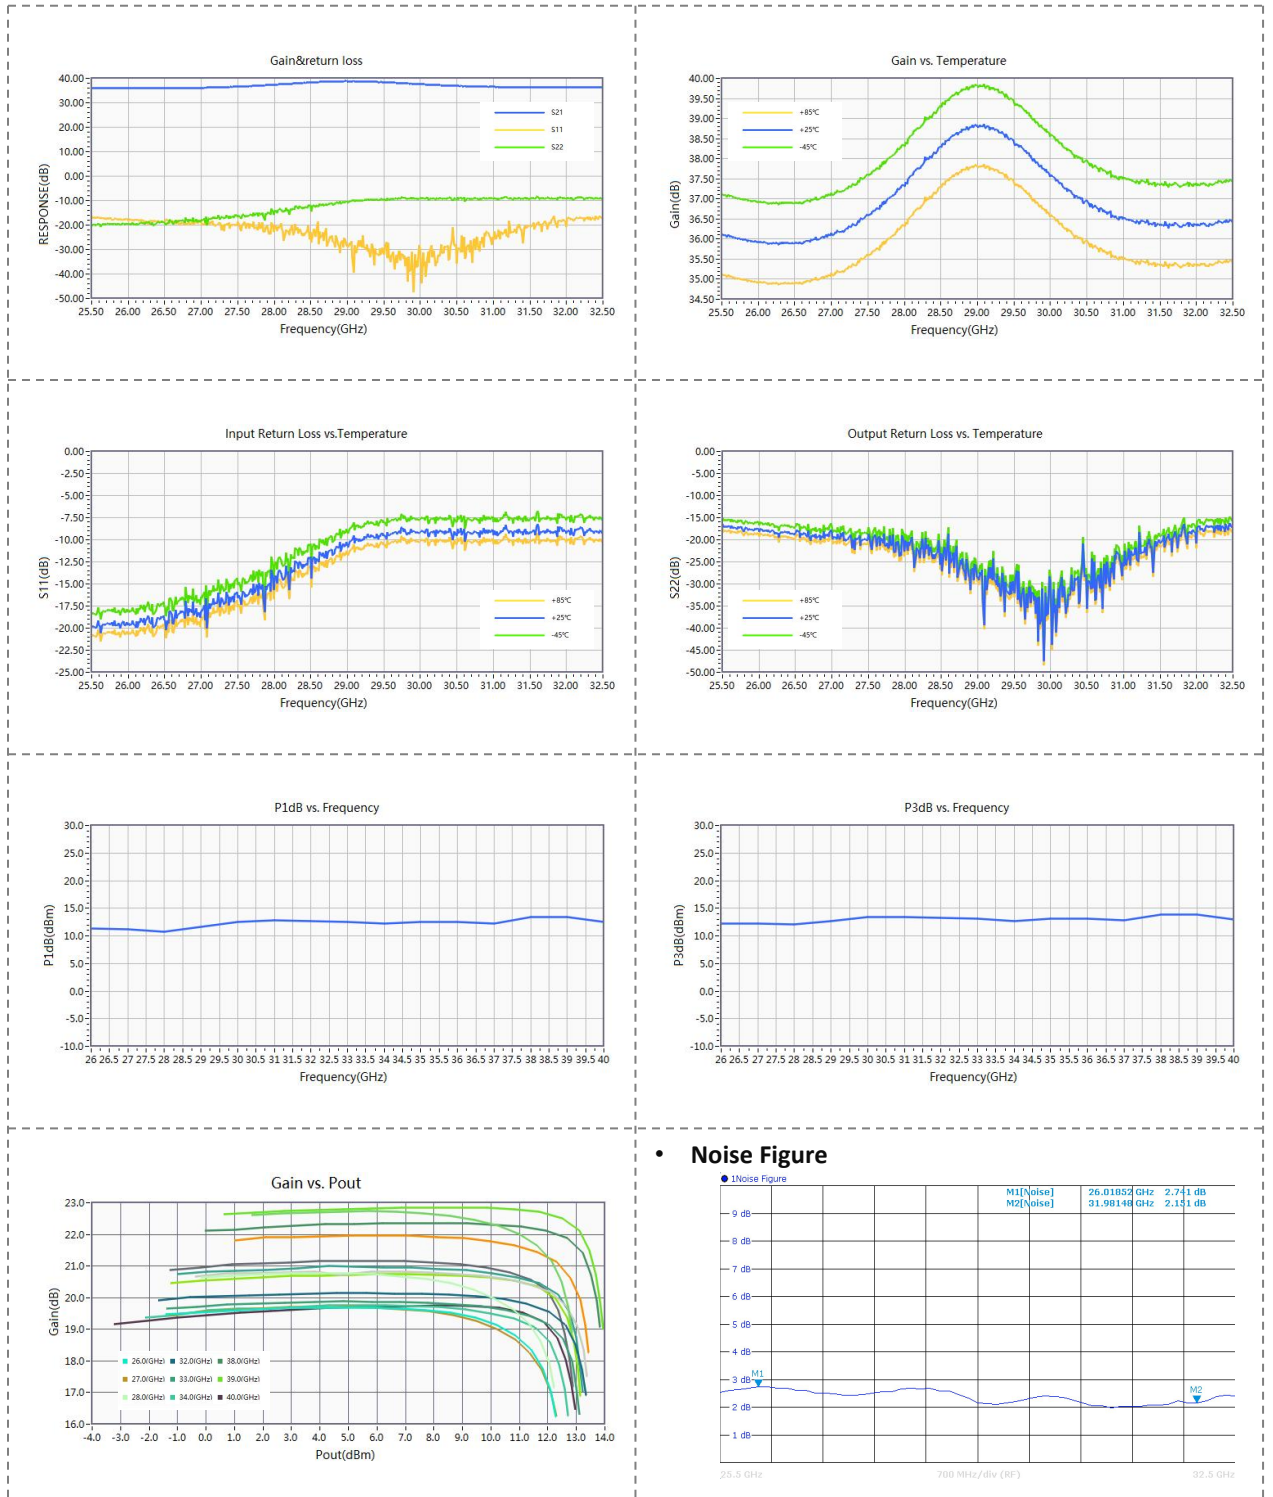 Gain&return loss
40.00
30.00
20.00
10.00
0.00
-10.00
-20.00
-30.00
-40.00
-50.00
RESPONSE(dB)
S21
S11
S22
25.50 26.00 26.50 27.00 27.50 28.00 28.50 29.00 29.50 30.00 30.50 31.00 31.50 32.00 32.50
Frequency(GHz)
Gain vs. Temperature
40.00
39.50
39.00
38.50
38.00
37.50
37.00
36.50
36.00
35.50
35.00
34.50
Gain(dB)
+85℃
+25℃
-45℃
25.50 26.00 26.50 27.00 27.50 28.00 28.50 29.00 29.50 30.00 30.50 31.00 31.50 32.00 32.50
Frequency(GHz)
Input Return Loss vs.Temperature
0.00
-2.50
-5.00
-7.50
-10.00
-12.50
-15.00
-17.50
-20.00
-22.50
-25.00
S11(dB)
+85℃
+25℃
-45℃
25.50 26.00 26.50 27.00 27.50 28.00 28.50 29.00 29.50 30.00 30.50 31.00 31.50 32.00 32.50
Frequency(GHz)
Output Return Loss vs. Temperature
0.00
-5.00
-10.00
-15.00
-20.00
-25.00
-30.00
-35.00
-40.00
-45.00
-50.00
S22(dB)
+85℃
+25℃
-45℃
25.50 26.00 26.50 27.00 27.50 28.00 28.50 29.00 29.50 30.00 30.50 31.00 31.50 32.00 32.50
Frequency(GHz)
P1dB vs. Frequency
30.0
25.0
20.0
15.0
10.0
5.0
0.0
-5.0
-10.0
P1dB(dBm)
26 26.5 27 27.5 28 28.5 29 29.5 30 30.5 31 31.5 32 32.5 33 33.5 34 34.5 35 35.5 36 36.5 37 37.5 38 38.5 39 39.5 40
Frequency(GHz)
P3dB vs. Frequency
30.0
25.0
20.0
15.0
10.0
5.0
0.0
-5.0
-10.0
P3dB(dBm)
26 26.5 27 27.5 28 28.5 29 29.5 30 30.5 31 31.5 32 32.5 33 33.5 34 34.5 35 35.5 36 36.5 37 37.5 38 38.5 39 39.5 40
Frequency(GHz)
Gain vs. Pout
23.0
22.0
21.0
20.0
19.0
18.0
17.0
16.0
Gain(dB)
26.0(GHz) 32.0(GHz) 38.0(GHz)
27.0(GHz) 33.0(GHz) 39.0(GHz)
28.0(GHz) 34.0(GHz) 40.0(GHz)
-4.0 -3.0 -2.0 -1.0 0.0 1.0 2.0 3.0 4.0 5.0 6.0 7.0 8.0 9.0 10.0 11.0 12.0 13.0 14.0
Pout(dBm)
• Noise Figure
1Noise Figure
M1[Noise] 26.01852 GHz 2.741 dB
M2[Noise] 31.98148 GHz 2.151 dB
9 dB
8 dB
7 dB
6 dB
5 dB
4 dB
3 dB
2 dB
1 dB
M1
M2
25.5 GHz 700 MHz/div (RF) 32.5 GHz